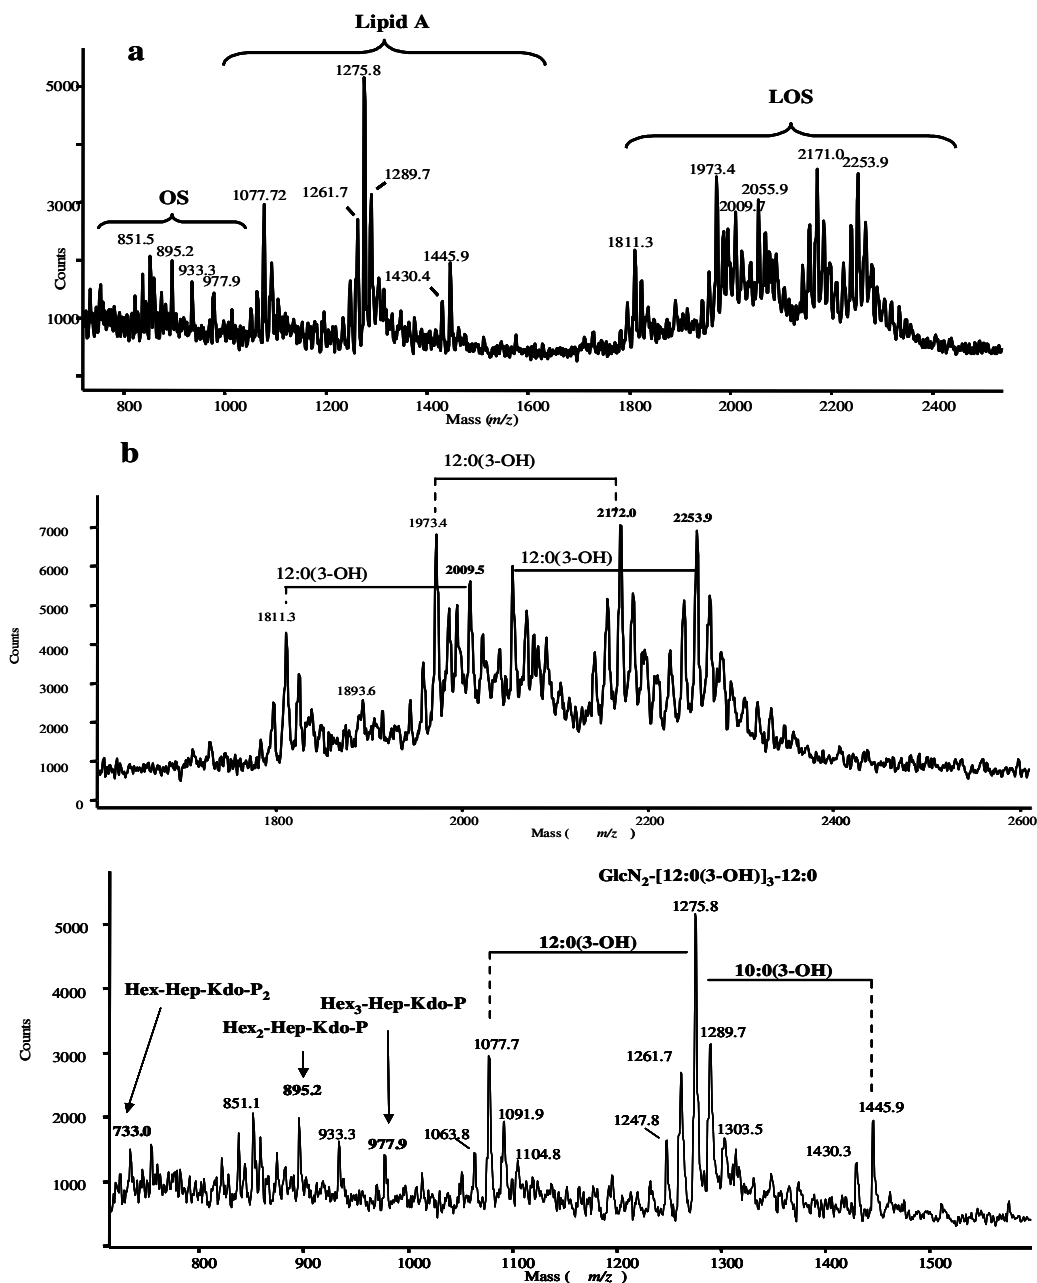 Lipid A
a
1275.8
5000
LOS
2171.0
2253.9
1289.7
1973.4
OS
1077.72
1261.7
2055.9
3000
2009.7
851.5
895.2
1811.3
1445.9
933.3
1430.4
977.9
Counts
1000
800 1000 1200 1400 1600 1800 2000 2200 2400
Mass (m/z)
b
12:0(3-OH)
7000
1973.4
2172.0
2253.9
6000
12:0(3-OH)
12:0(3-OH)
2009.5
5000
1811.3
Counts
4000
3000
1893.6
2000
1000
0
1800 2000 2200 2400 2600
Mass ( m/z )
GlcN2-[12:0(3-OH)]3-12:0
1275.8
5000
12:0(3-OH)
10:0(3-OH)
Hex-Hep-Kdo-P2
4000
Hex3-Hep-Kdo-P
Hex2-Hep-Kdo-P
Counts
1077.7
1289.7
3000
1261.7
895.2
851.1
1445.9
2000
1091.9
1247.8
733.0
933.3
977.9
1063.8
1303.5
1104.8
1430.3
1000
800 900 1000 1100 1200 1300 1400 1500
Mass ( m/z )